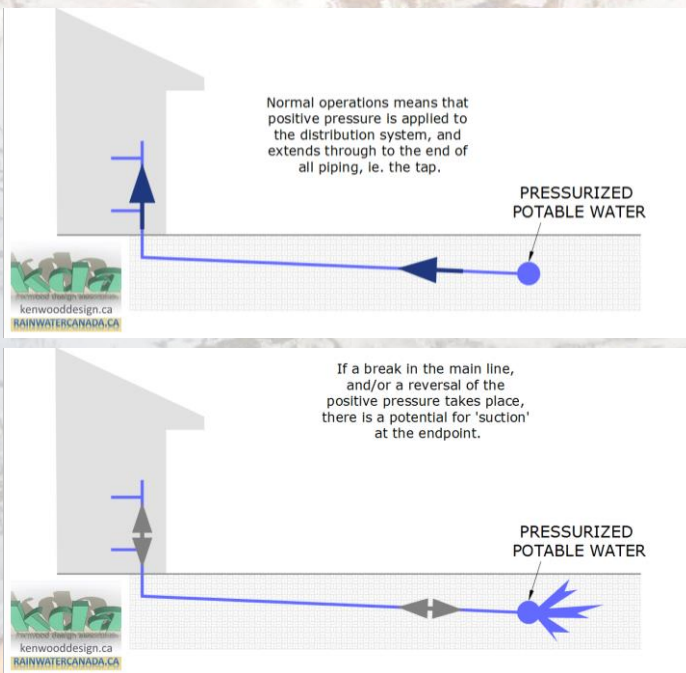 Normal operations means that
positive pressure is applied to
the distribution system, and
extends through to the end of
all piping, ie. the tap.
PRESSURIZED
POTABLE WATER
kda
kenwooddesign.ca
RAINWATERCANADA.CA
If a break in the main line,
and/or a reversal of the
positive pressure takes place,
there is a potential for 'suction'
at the endpoint.
PRESSURIZED
POTABLE WATER
kda
kenwooddesign.ca
RAINWATERCANADA.CA